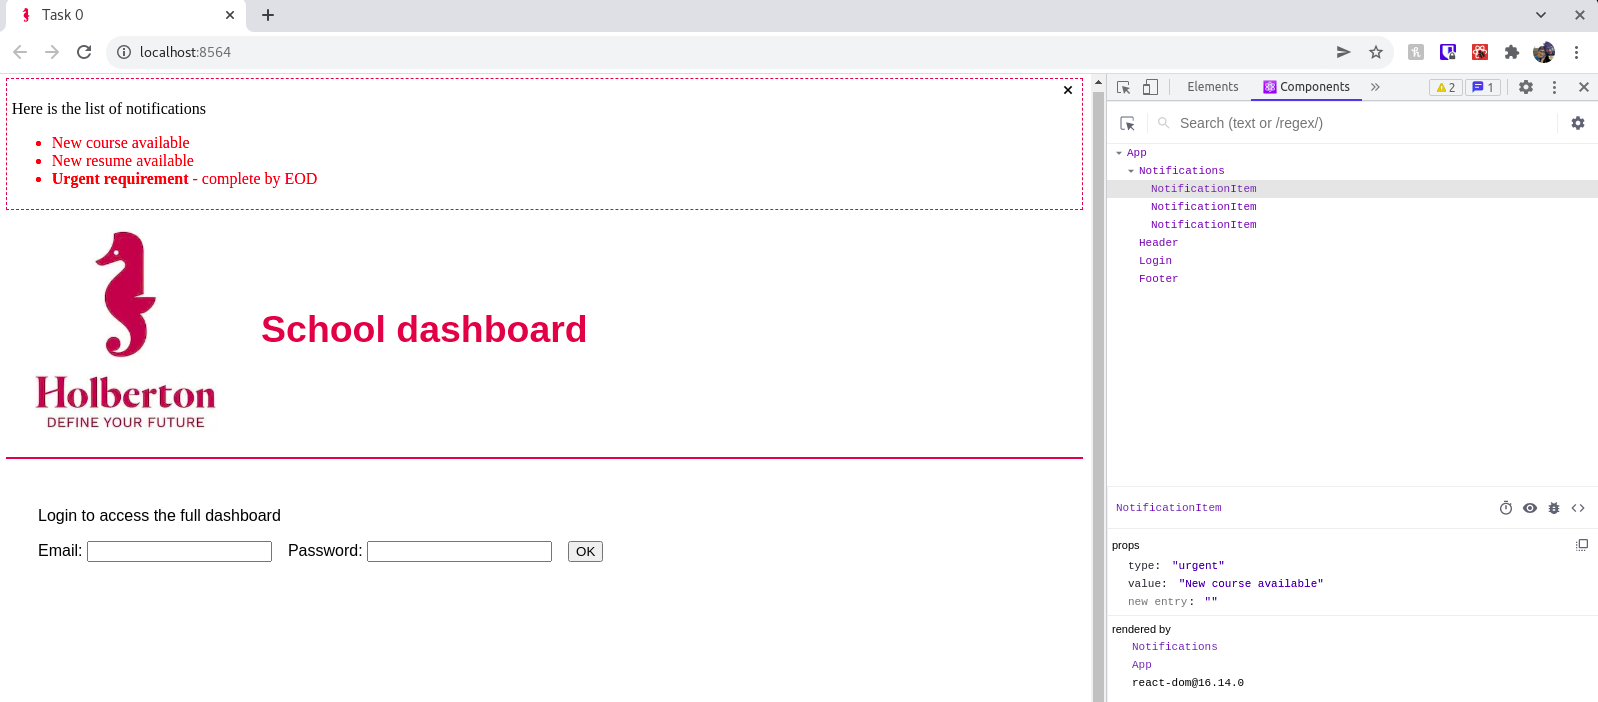 Task 0
localhost:8564
Here is the list of notifications
New course available
New resume available
Urgent requirement - complete by EOD
School dashboard
Holberton
DEFINE YOUR FUTURE
Login to access the full dashboard
Email: Password: OK
Elements Components 2 1
Search (text or /regex/)
App
Notifications
NotificationItem
NotificationItem
NotificationItem
Header
Login
Footer
NotificationItem
props
type: "urgent"
value: "New course available"
new entry: ""
rendered by
Notifications
App
react-dom@16.14.0